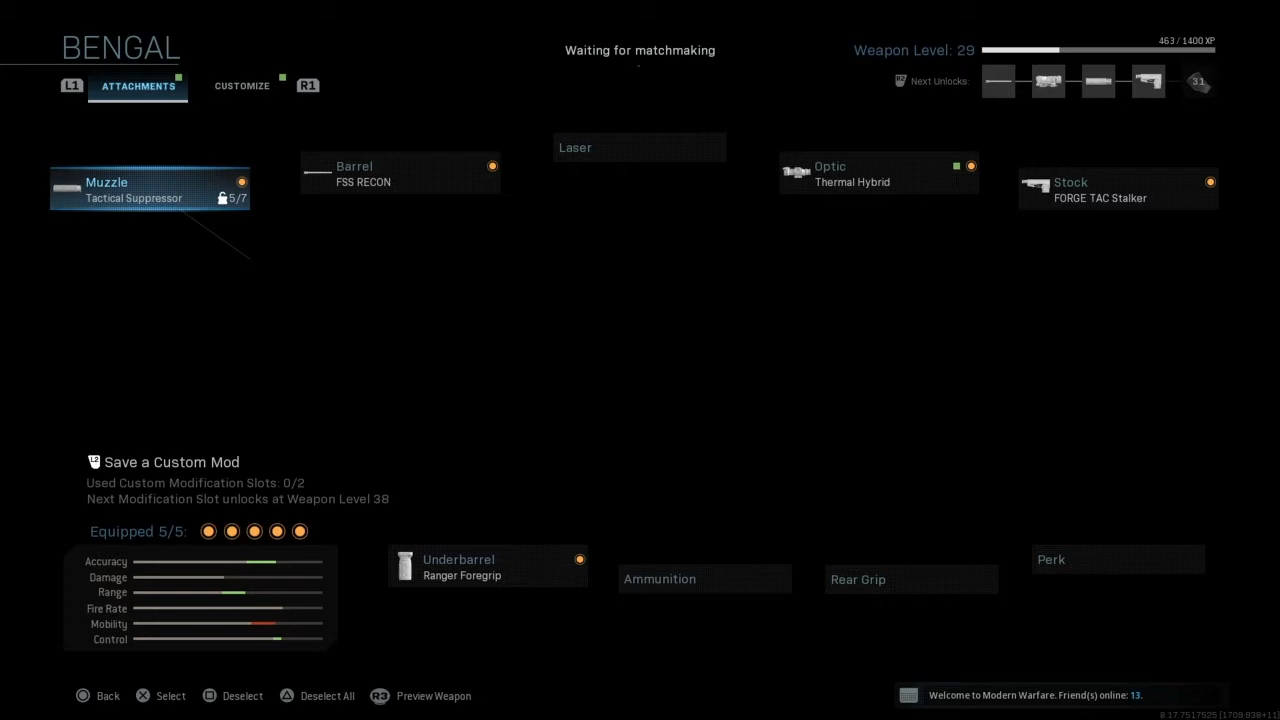 BENGAL
Waiting for matchmaking
Weapon Level: 29
463 / 1400 XP
L1
ATTACHMENTS
CUSTOMIZE
R1
R2
Next Unlocks:
31
Muzzle
Tactical Suppressor
5/7
Barrel
FSS RECON
Laser
Optic
Thermal Hybrid
Stock
FORGE TAC Stalker
L2 Save a Custom Mod
Used Custom Modification Slots: 0/2
Next Modification Slot unlocks at Weapon Level 38
Equipped 5/5:
Accuracy
Damage
Range
Fire Rate
Mobility
Control
Underbarrel
Ranger Foregrip
Ammunition
Rear Grip
Perk
Back
Select
Deselect
Deselect All
R3 Preview Weapon
Welcome to Modern Warfare. Friend(s) online: 13.